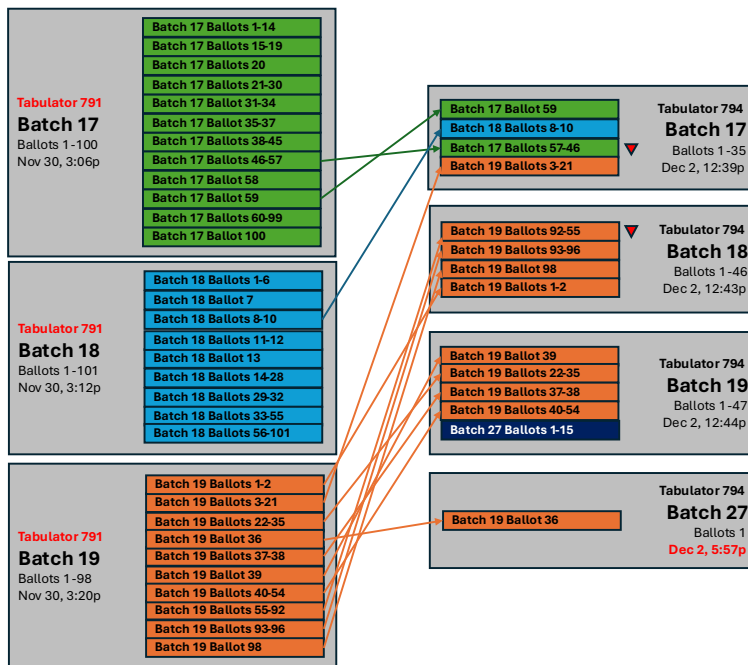 Tabulator 791
Batch 17
Ballots 1-100
Nov 30, 3:06p
Batch 17 Ballots 1-14
Batch 17 Ballots 15-19
Batch 17 Ballots 20
Batch 17 Ballots 21-30
Batch 17 Ballot 31-34
Batch 17 Ballot 35-37
Batch 17 Ballots 38-45
Batch 17 Ballots 46-57
Batch 17 Ballot 58
Batch 17 Ballot 59
Batch 17 Ballots 60-99
Batch 17 Ballot 100
Tabulator 791
Batch 18
Ballots 1-101
Nov 30, 3:12p
Batch 18 Ballots 1-6
Batch 18 Ballot 7
Batch 18 Ballots 8-10
Batch 18 Ballots 11-12
Batch 18 Ballot 13
Batch 18 Ballots 14-28
Batch 18 Ballots 29-32
Batch 18 Ballots 33-55
Batch 18 Ballots 56-101
Tabulator 791
Batch 19
Ballots 1-98
Nov 30, 3:20p
Batch 19 Ballots 1-2
Batch 19 Ballots 3-21
Batch 19 Ballots 22-35
Batch 19 Ballot 36
Batch 19 Ballots 37-38
Batch 19 Ballot 39
Batch 19 Ballots 40-54
Batch 19 Ballots 55-92
Batch 19 Ballots 93-96
Batch 19 Ballot 98
Batch 17 Ballot 59
Batch 18 Ballots 8-10
Batch 17 Ballots 57-46
Batch 19 Ballots 3-21
Tabulator 794
Batch 17
Ballots 1-35
Dec 2, 12:39p
Batch 19 Ballots 92-55
Batch 19 Ballots 93-96
Batch 19 Ballot 98
Batch 19 Ballots 1-2
Tabulator 794
Batch 18
Ballots 1-46
Dec 2, 12:43p
Batch 19 Ballot 39
Batch 19 Ballots 22-35
Batch 19 Ballots 37-38
Batch 19 Ballots 40-54
Batch 27 Ballots 1-15
Tabulator 794
Batch 19
Ballots 1-47
Dec 2, 12:44p
Batch 19 Ballot 36
Tabulator 794
Batch 27
Ballots 1
Dec 2, 5:57p